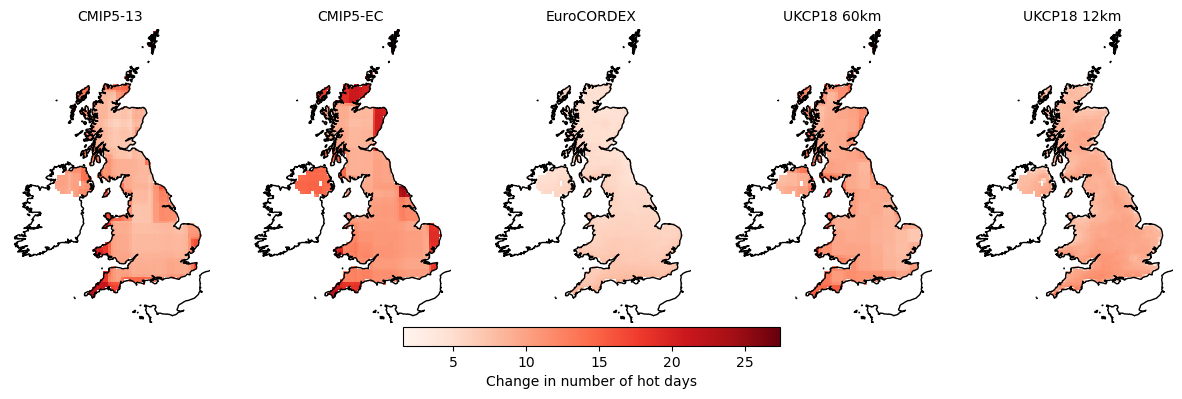 CMIP5-13
CMIP5-EC
EuroCORDEX
UKCP18 60km
UKCP18 12km
5
10
15
20
25
Change in number of hot days